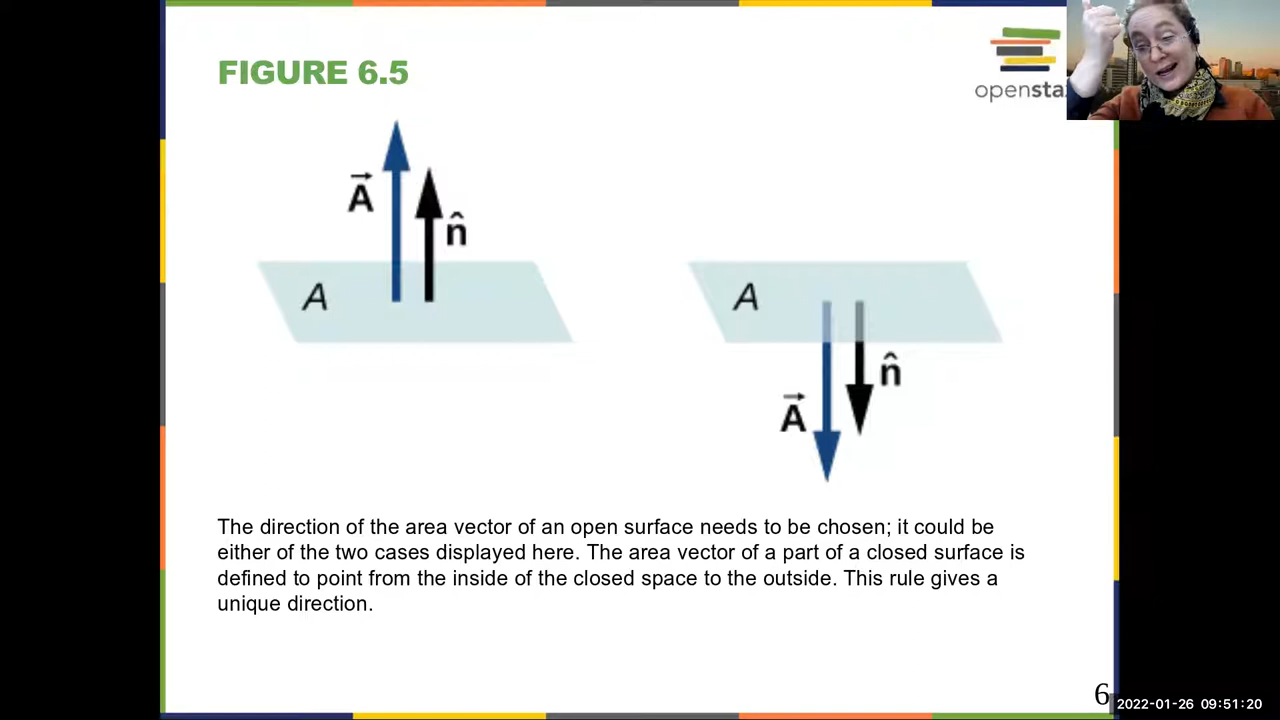 FIGURE 6.5
opensta
A
n̂
A
A
n̂
A
The direction of the area vector of an open surface needs to be chosen; it could be
either of the two cases displayed here. The area vector of a part of a closed surface is
defined to point from the inside of the closed space to the outside. This rule gives a
unique direction.
6
2022-01-26 09:51:20